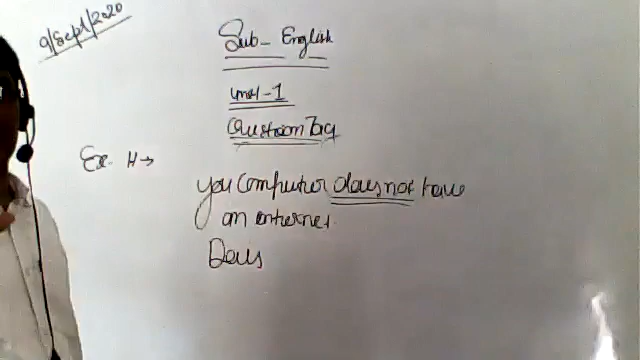 9/Sept/2020
Sub- English
Unit-1
Question Tag
Ex. H→
you computer does not have
an internet.
Does